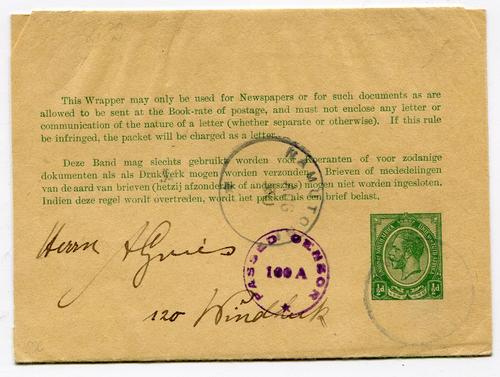 This Wrapper may only be used for Newspapers or for such documents as are
allowed to be sent at the Book-rate of postage, and must not enclose any letter or
communication of the nature of a letter (whether separate or otherwise). If this rule
be infringed, the packet will be charged as a letter.
Deze Band mag slechts gebruikt worden voor Koeranten of voor zodanige
dokumenten als als Drukwerk mogen worden verzonden. Brieven of mededelingen
van de aard van brieven (hetzij afzonderlik of anderszins) mogen niet worden ingesloten.
Indien deze regel wordt overtreden, wordt het pakket als een brief belast.
RAMUTO
Herrn
PASSED CENSOR
100 A
½d ½d
120 Windhuk